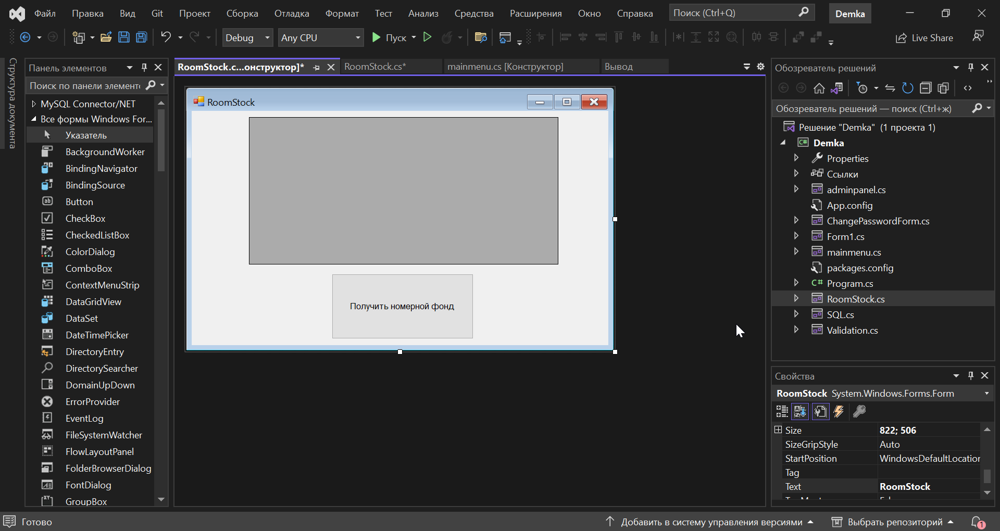 Файл Правка Вид Git Проект Сборка Отладка Формат Тест Анализ Средства Расширения Окно Справка Поиск (Ctrl+Q) Demka
Debug Any CPU Пуск Live Share
Структура документа
Панель элементов
Поиск по панели элементо
MySQL Connector/NET
Все формы Windows For...
Указатель
BackgroundWorker
BindingNavigator
BindingSource
Button
CheckBox
CheckedListBox
ColorDialog
ComboBox
ContextMenuStrip
DataGridView
DataSet
DateTimePicker
DirectoryEntry
DirectorySearcher
DomainUpDown
ErrorProvider
EventLog
FileSystemWatcher
FlowLayoutPanel
FolderBrowserDialog
FontDialog
GroupBox
RoomStock.c...онструктор]* RoomStock.cs* mainmenu.cs [Конструктор] Вывод
RoomStock
Получить номерной фонд
Обозреватель решений
Обозреватель решений — поиск (Ctrl+ж)
Решение "Demka" (1 проекта 1)
C# Demka
Properties
Ссылки
adminpanel.cs
App.config
ChangePasswordForm.cs
Form1.cs
mainmenu.cs
packages.config
C# Program.cs
RoomStock.cs
SQL.cs
Validation.cs
Свойства
RoomStock System.Windows.Forms.Form
Size 822; 506
SizeGripStyle Auto
StartPosition WindowsDefaultLocation
Tag
Text RoomStock
Готово Добавить в систему управления версиями Выбрать репозиторий 1